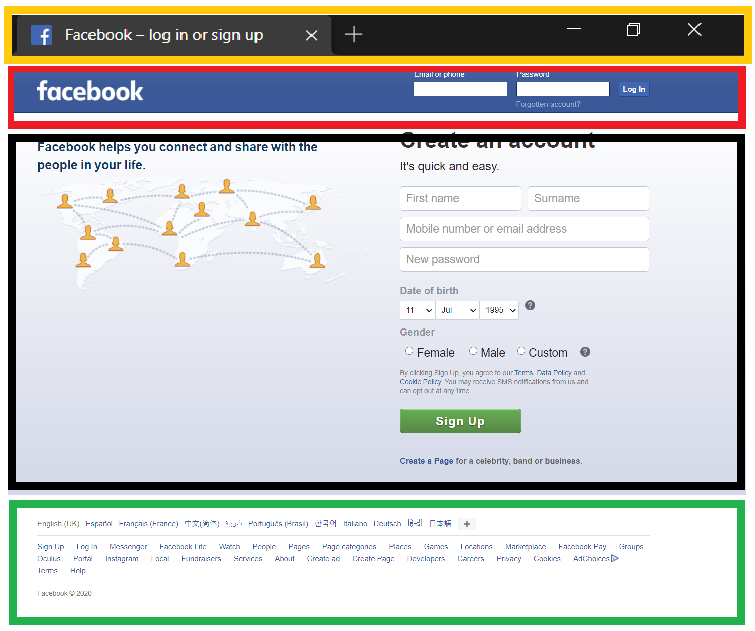 Facebook – log in or sign up
facebook
Email or phone Password
Log In
Forgotten account?
Facebook helps you connect and share with the
people in your life.
Create an account
It's quick and easy.
First name Surname
Mobile number or email address
New password
Date of birth
11 Jul 1995 ?
Gender
Female Male Custom ?
By clicking Sign Up, you agree to our Terms, Data Policy and
Cookie Policy. You may receive SMS notifications from us and
can opt out at any time.
Sign Up
Create a Page for a celebrity, band or business.
English (UK) Español Français (France) 中文(简体) عربي Português (Brasil) 한국어 Italiano Deutsch हिन्दी 日本語 +
Sign Up Log In Messenger Facebook Lite Watch People Pages Page categories Places Games Locations Marketplace Facebook Pay Groups
Oculus Portal Instagram Local Fundraisers Services About Create ad Create Page Developers Careers Privacy Cookies AdChoices
Terms Help
Facebook © 2020